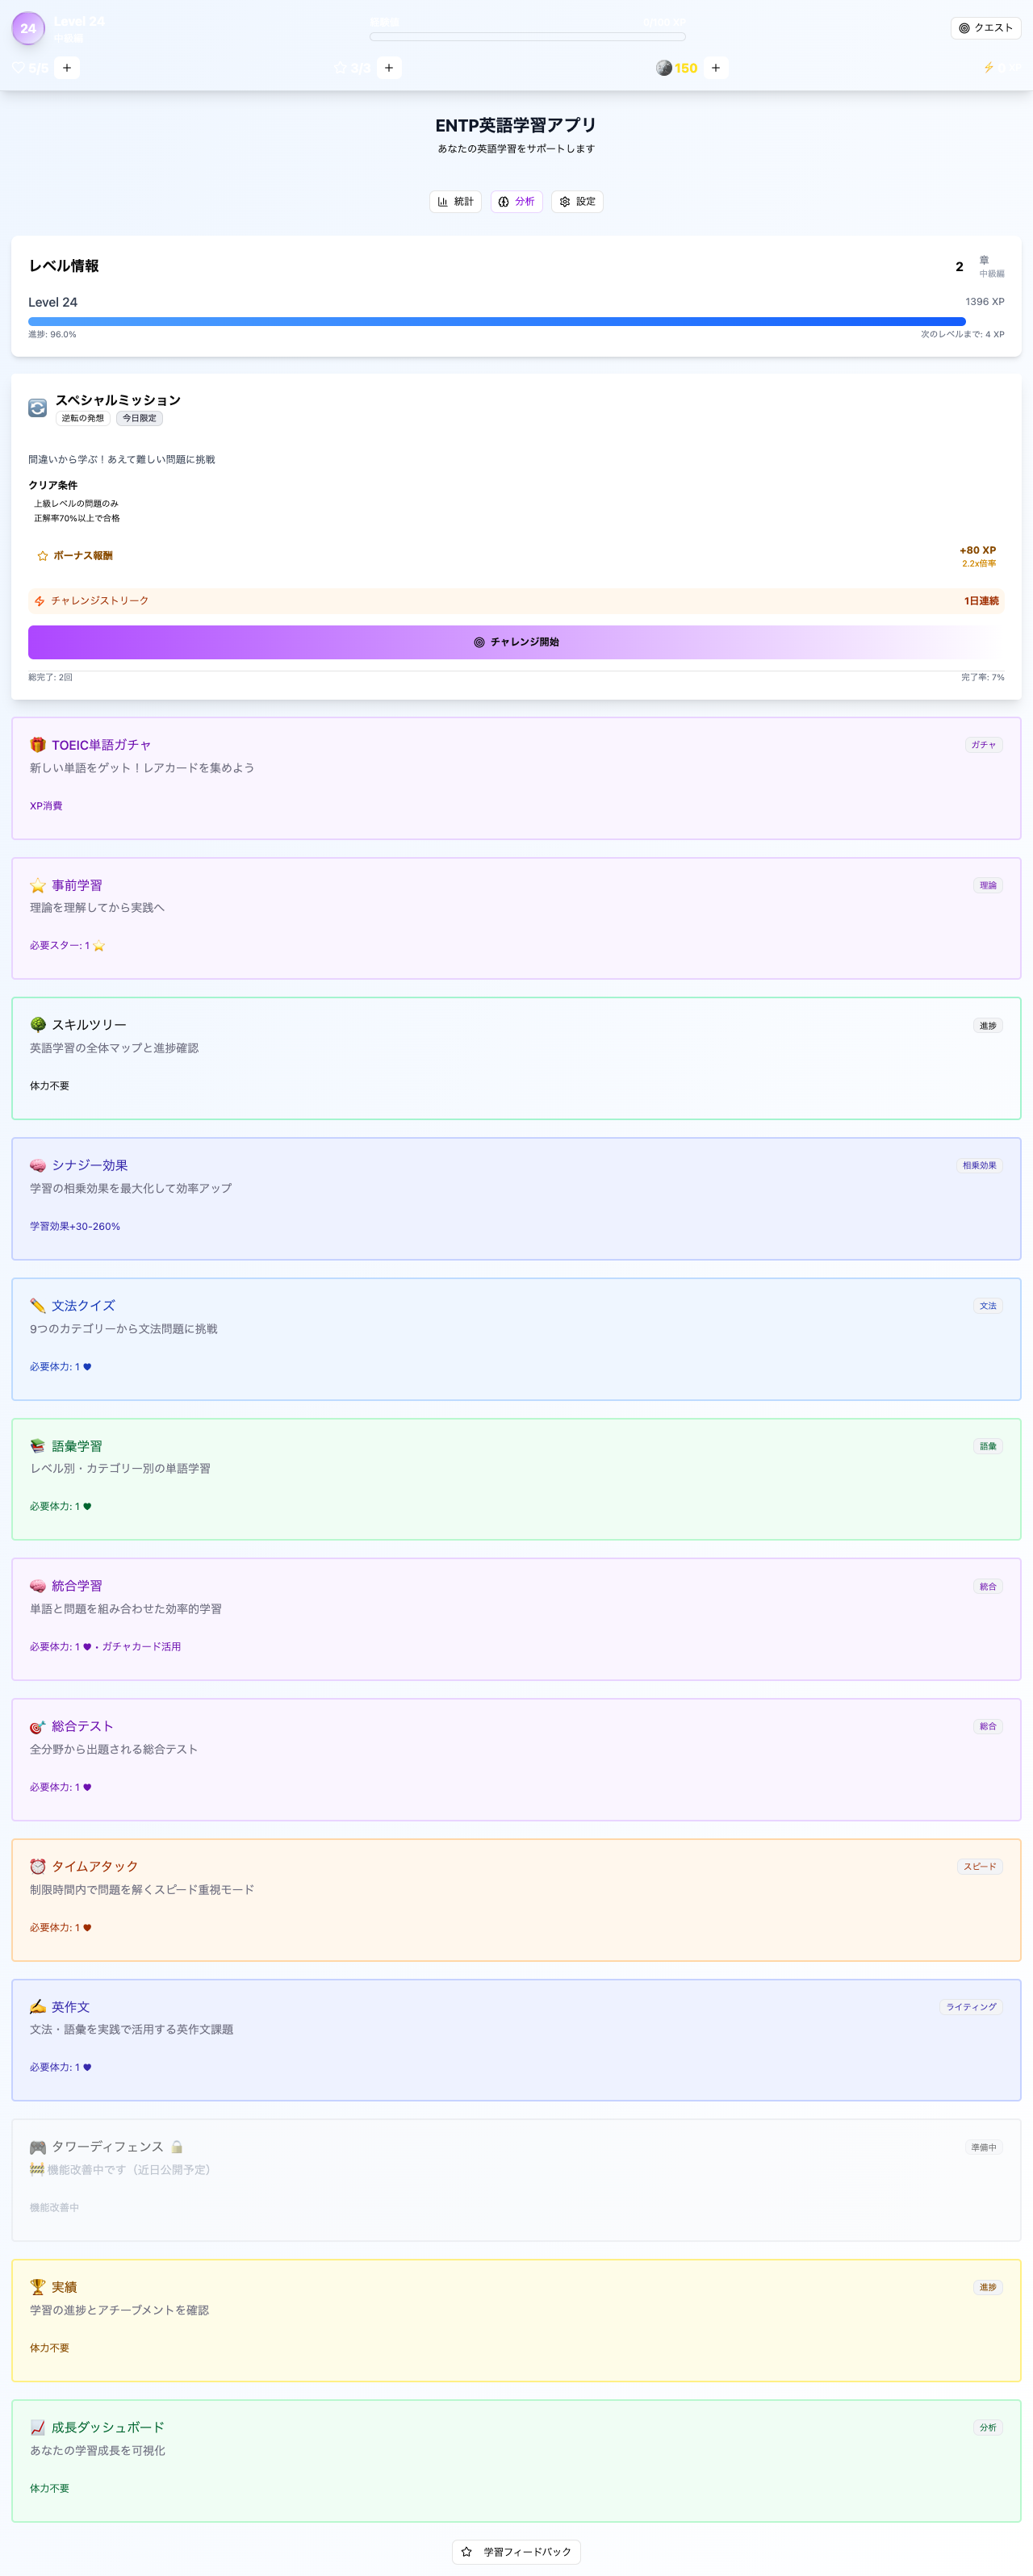 24
Level 24
中級編
経験値
クエスト
5/5
+
3/3
+
150
+
ENTP英語学習アプリ
あなたの英語学習をサポートします
統計
分析
設定
レベル情報
2
章
中級編
Level 24
1396 XP
進捗: 96.0%
次のレベルまで: 4 XP
スペシャルミッション
逆転の発想
今日限定
間違いから学ぶ！あえて難しい問題に挑戦
クリア条件
上級レベルの問題のみ
正解率70%以上で合格
ボーナス報酬
+80 XP
2.2x倍率
チャレンジストリーク
1日連続
チャレンジ開始
総完了: 2回
完了率: 7%
TOEIC単語ガチャ
ガチャ
新しい単語をゲット！レアカードを集めよう
XP消費
事前学習
理論
理論を理解してから実践へ
必要スター: 1 ⭐
スキルツリー
進捗
英語学習の全体マップと進捗確認
体力不要
シナジー効果
相乗効果
学習の相乗効果を最大化して効率アップ
学習効果+30-260%
文法クイズ
文法
9つのカテゴリーから文法問題に挑戦
必要体力: 1 ♥
語彙学習
語彙
レベル別・カテゴリー別の単語学習
必要体力: 1 ♥
統合学習
統合
単語と問題を組み合わせた効率的学習
必要体力: 1 ♥ • ガチャカード活用
総合テスト
総合
全分野から出題される総合テスト
必要体力: 1 ♥
タイムアタック
スピード
制限時間内で問題を解くスピード重視モード
必要体力: 1 ♥
英作文
ライティング
文法・語彙を実践で活用する英作文課題
必要体力: 1 ♥
タワーディフェンス
準備中
機能改善中です（近日公開予定）
機能改善中
実績
進捗
学習の進捗とアチーブメントを確認
体力不要
成長ダッシュボード
分析
あなたの学習成長を可視化
体力不要
学習フィードバック